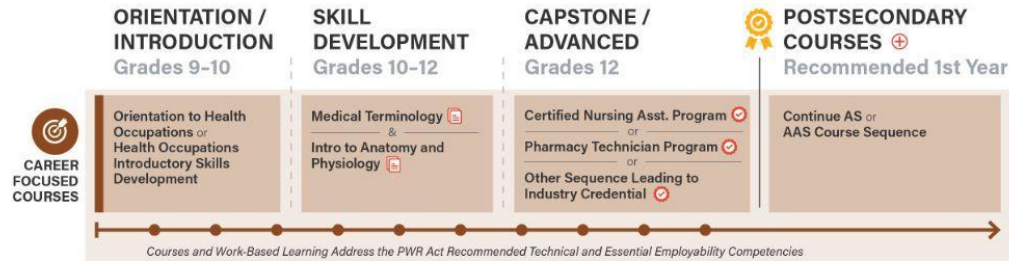 ORIENTATION /
INTRODUCTION
Grades 9–10
SKILL
DEVELOPMENT
Grades 10–12
CAPSTONE /
ADVANCED
Grade 12
POSTSECONDARY
COURSES
Recommended 1st Year
CAREER
FOCUSED
COURSES
Orientation to Health
Occupations or
Health Occupations
Introductory Skills
Development
Medical Terminology
&
Intro to Anatomy and
Physiology
Certified Nursing Asst. Program
or
Pharmacy Technician Program
or
Other Sequence Leading to
Industry Credential
Continue AS or
AAS Course Sequence
Courses and Work-Based Learning Address the PWR Act Recommended Technical and Essential Employability Competencies